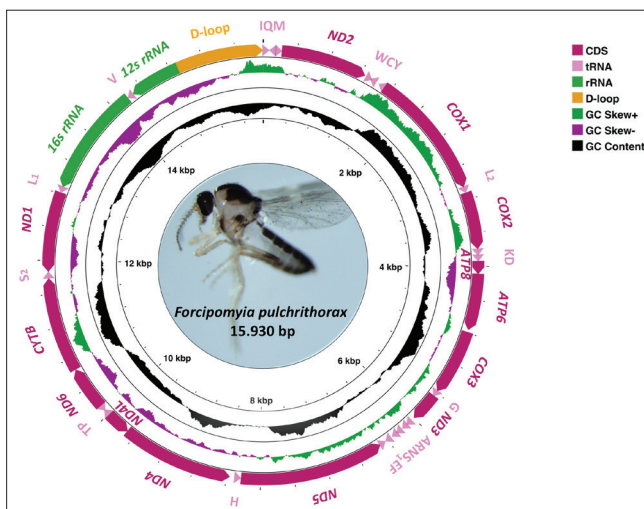 IQM
ND2
WCY
COX1
L2
COX2
KD
ATP8
ATP6
COX3
G
ND3
ARNS1EF
ND5
H
ND4
ND4L
TP
ND6
CYTB
S2
ND1
L1
16s rRNA
V
12s rRNA
D-loop
2 kbp
4 kbp
6 kbp
8 kbp
10 kbp
12 kbp
14 kbp
Forcipomyia pulchrithorax
15.930 bp
CDS
tRNA
rRNA
D-loop
GC Skew+
GC Skew-
GC Content